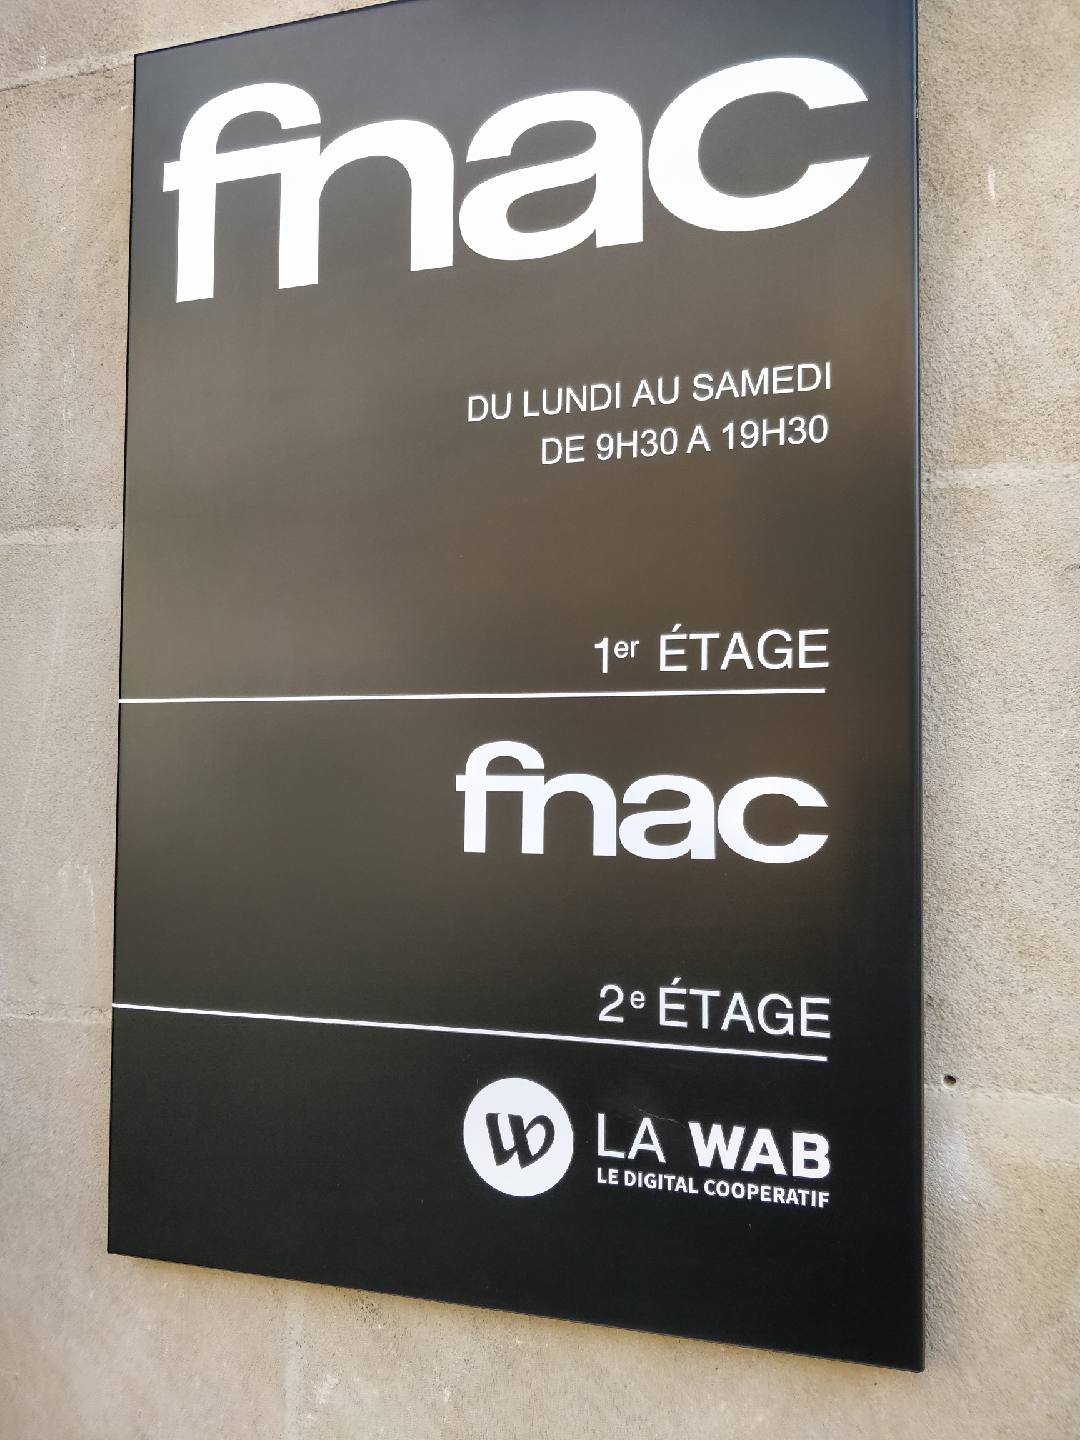 fnac
DU LUNDI AU SAMEDI
DE 9H30 A 19H30
1er ÉTAGE
fnac
2e ÉTAGE
LA WAB
LE DIGITAL COOPERATIF